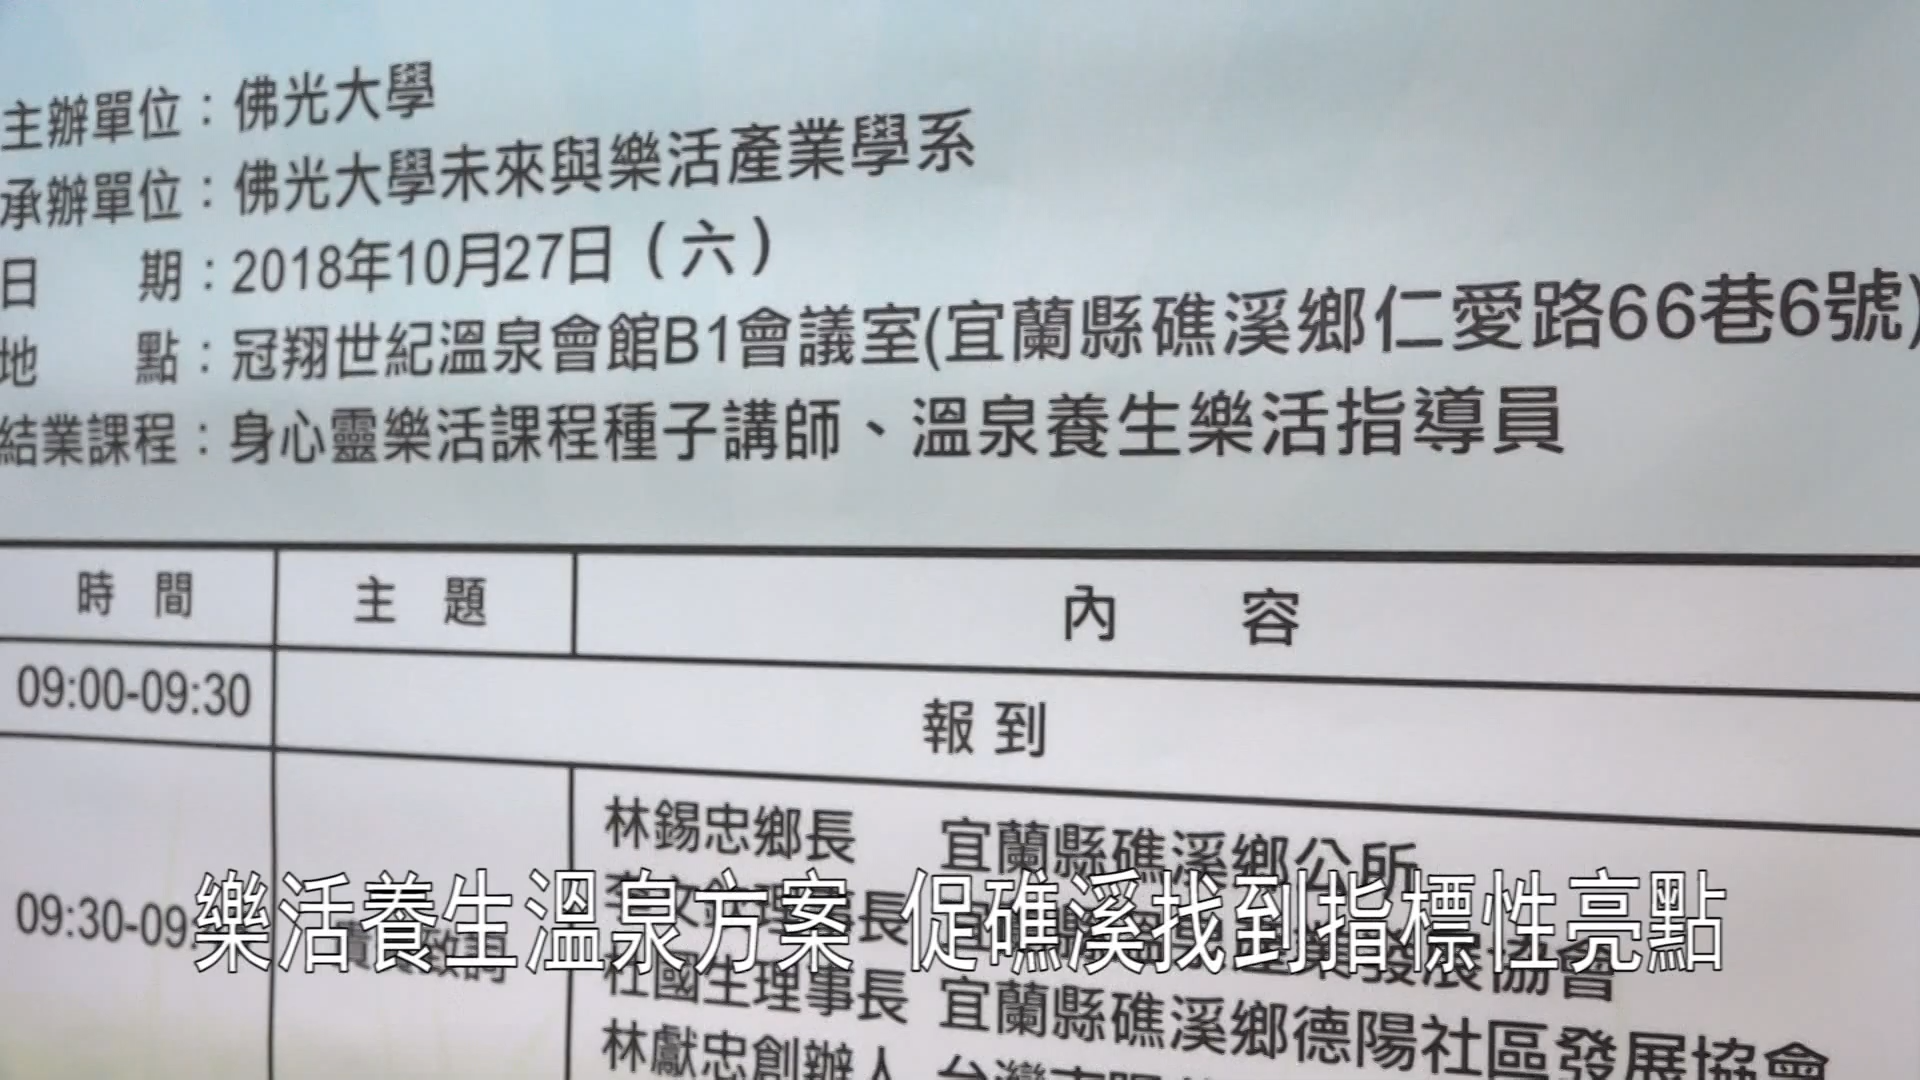 主辦單位：佛光大學
承辦單位：佛光大學未來與樂活產業學系
日　　期：2018年10月27日（六）
地　　點：冠翔世紀溫泉會館B1會議室(宜蘭縣礁溪鄉仁愛路66巷6號)
結業課程：身心靈樂活課程種子講師、溫泉養生樂活指導員
時　間　主　題　內　容
09:00-09:30　報到
林錫忠鄉長　宜蘭縣礁溪鄉公所
09:30-09:
樂活養生溫泉方案 促礁溪找到指標性亮點
杜國生理事長　宜蘭縣礁溪鄉德陽社區發展協會
林獻忠創辦人